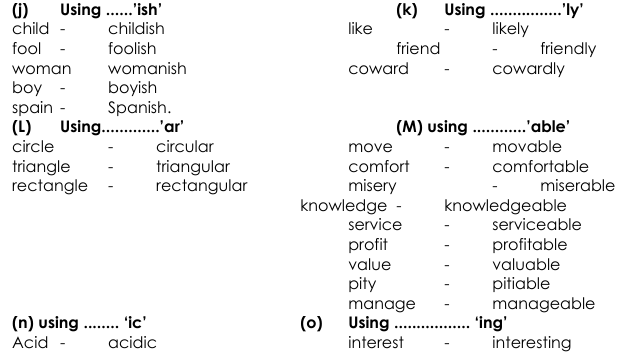 (j) Using ......'ish' (k) Using ...............'ly'
child - childish like - likely
fool - foolish friend - friendly
woman womanish coward - cowardly
boy - boyish
spain - Spanish.
(L) Using.............'ar' (M) using ............'able'
circle - circular move - movable
triangle - triangular comfort - comfortable
rectangle - rectangular misery - miserable
knowledge - knowledgeable
service - serviceable
profit - profitable
value - valuable
pity - pitiable
manage - manageable
(n) using ........ 'ic' (o) Using ................. 'ing'
Acid - acidic interest - interesting